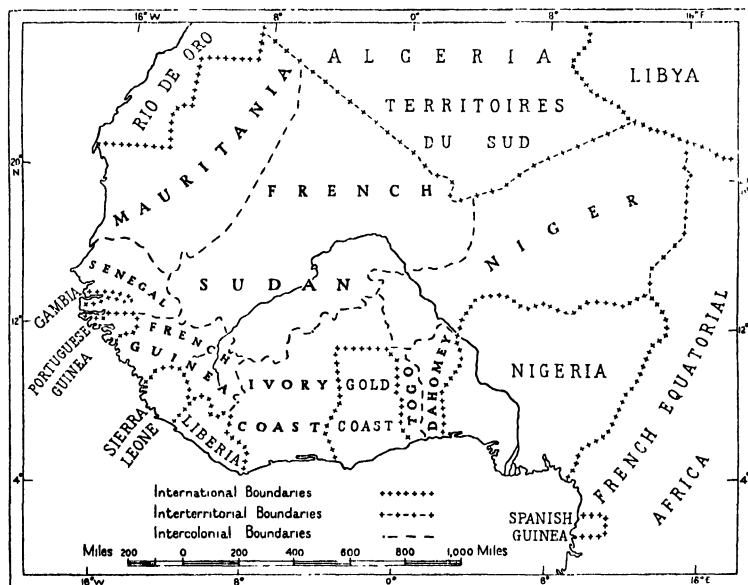 16°W
8°
0°
8°
16°E
RIO DE ORO
ALGERIA
TERRITOIRES
DU SUD
LIBYA
20°
N
MAURITANIA
FRENCH
SUDAN
NIGER
SENEGAL
GAMBIA
12°
12°
PORTUGUESE
GUINEA
FRENCH
GUINEA
IVORY
COAST
GOLD
COAST
TOGO
DAHOMEY
NIGERIA
FRENCH EQUATORIAL
AFRICA
SIERRA
LEONE
LIBERIA
4°
4°
International Boundaries
Interterritorial Boundaries
Intercolonial Boundaries
SPANISH
GUINEA
Miles 200 0 200 400 600 800 1,000 Miles
16°W
8°
0°
8°
16°E